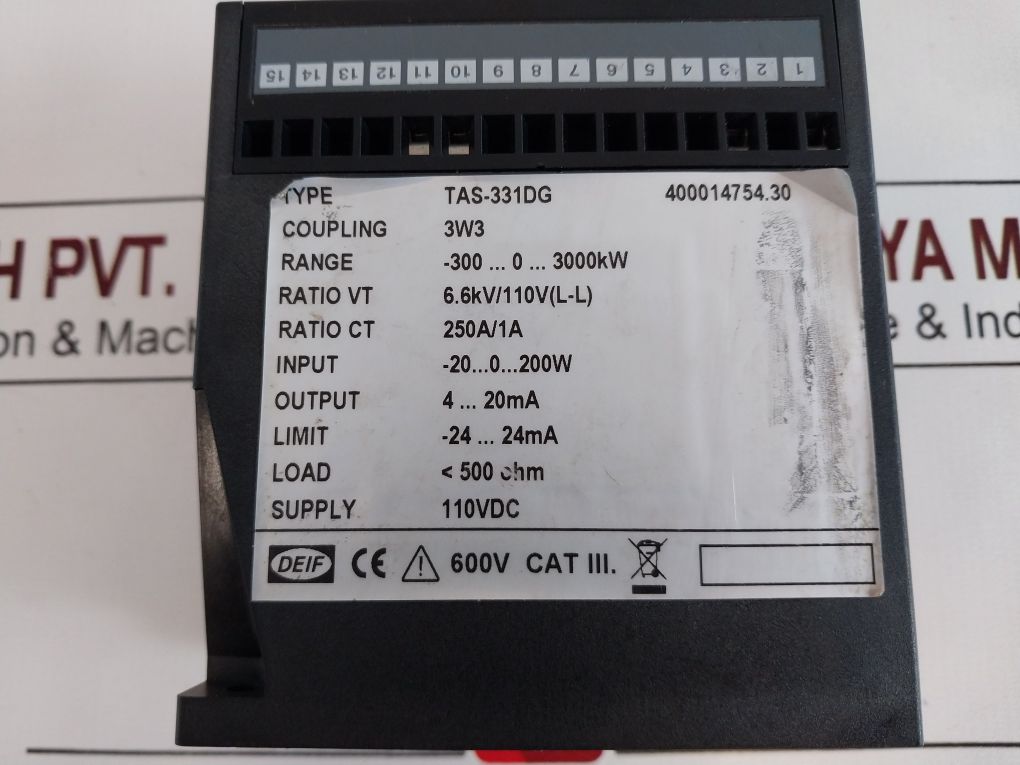 15 14 13 12 11 10 9 8 7 6 5 4 3 2 1
TYPE TAS-331DG 400014754.30
COUPLING 3W3
RANGE -300 ... 0 ... 3000kW
RATIO VT 6.6kV/110V(L-L)
RATIO CT 250A/1A
INPUT -20...0...200W
OUTPUT 4 ... 20mA
LIMIT -24 ... 24mA
LOAD < 500 ohm
SUPPLY 110VDC
DEIF CE 600V CAT III.
H PVT.
on & Mach
YA M
e & Ind